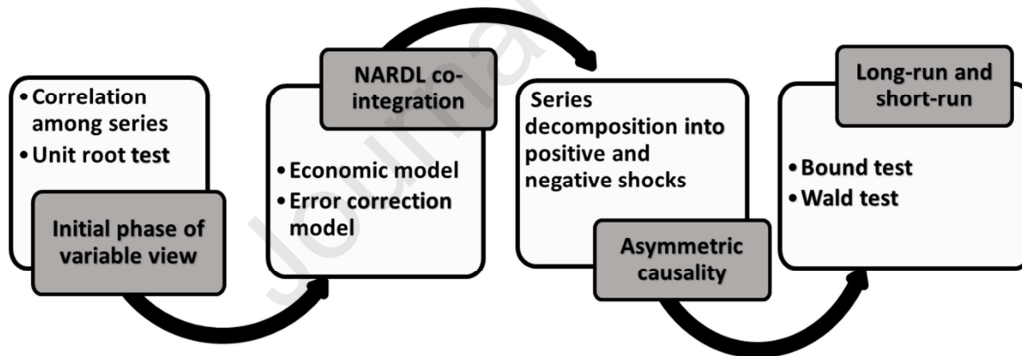 • Correlation
among series
• Unit root test
Initial phase of
variable view
NARDL co-
integration
• Economic model
• Error correction
model
Series
decomposition into
positive and
negative shocks
Asymmetric
causality
Long-run and
short-run
• Bound test
• Wald test
Journa